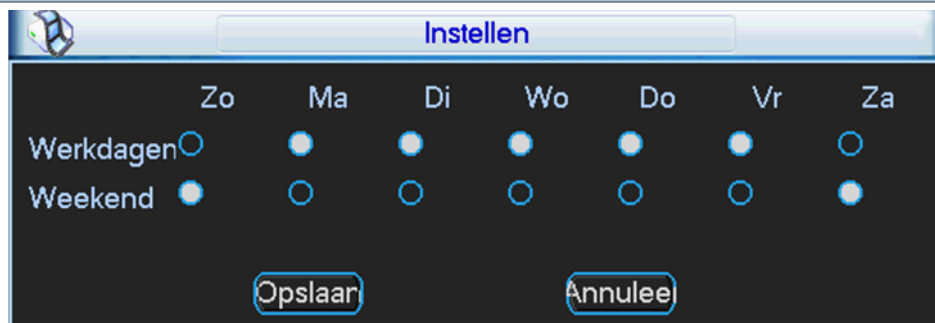 Instellen
Zo Ma Di Wo Do Vr Za
Werkdagen
Weekend
Opslaan Annuleer